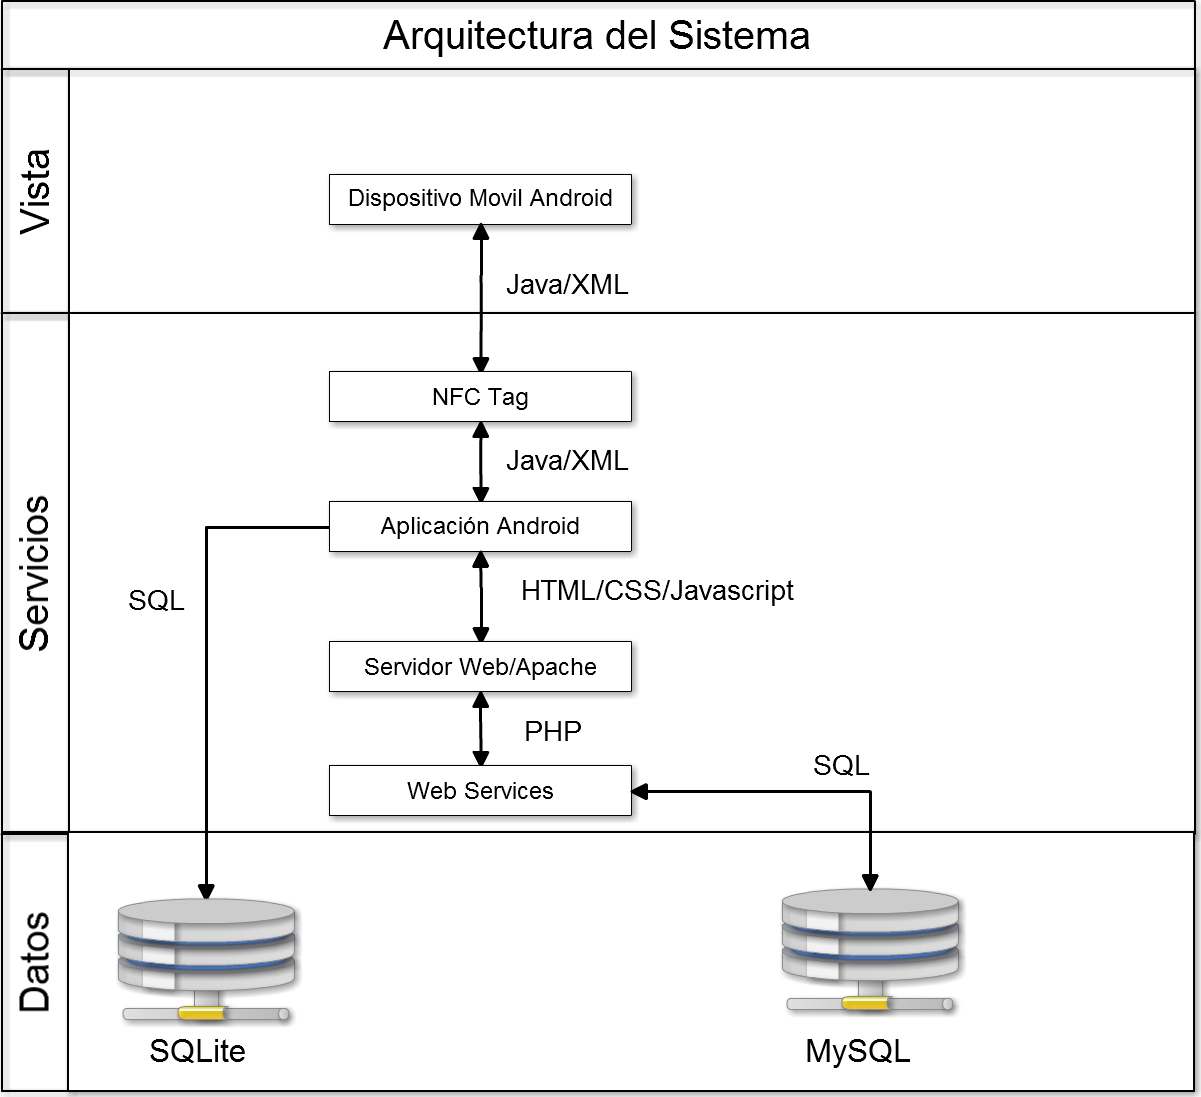 Arquitectura del Sistema
Vista
Dispositivo Movil Android
Java/XML
Servicios
NFC Tag
Java/XML
Aplicación Android
SQL
HTML/CSS/Javascript
Servidor Web/Apache
PHP
Web Services
SQL
Datos
SQLite
MySQL